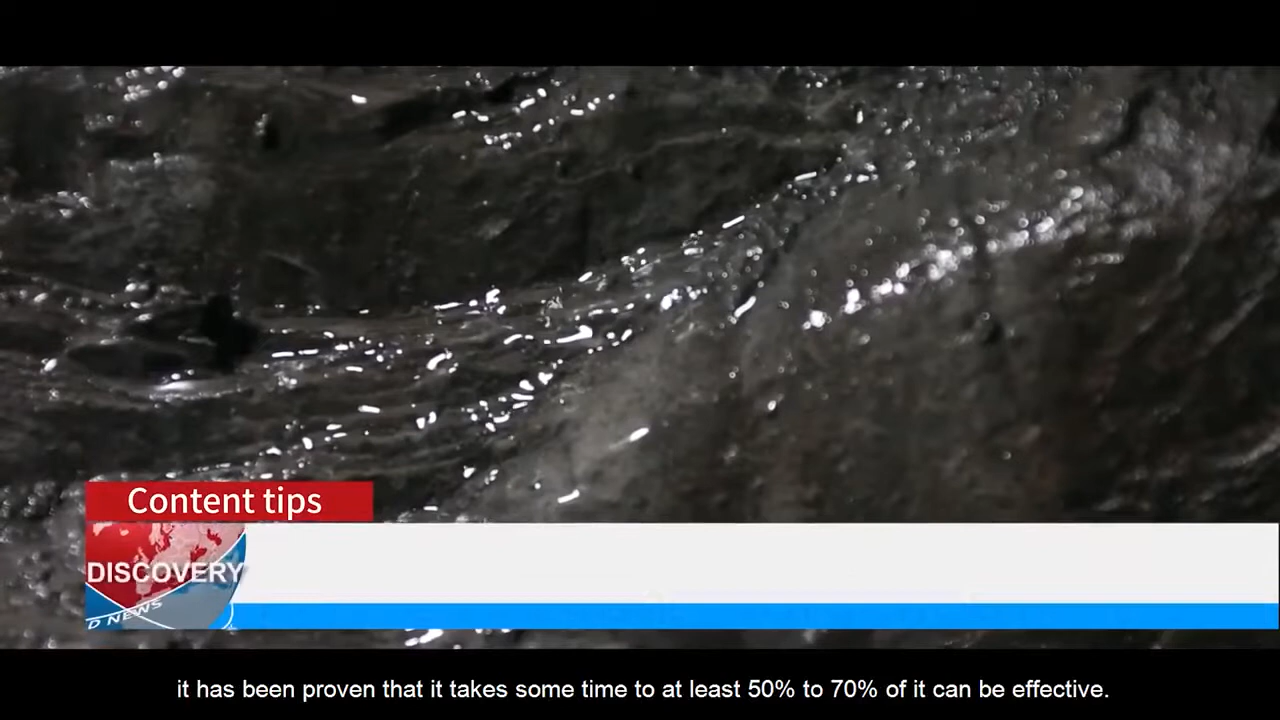 Content tips
DISCOVERY
D NEWS
it has been proven that it takes some time to at least 50% to 70% of it can be effective.